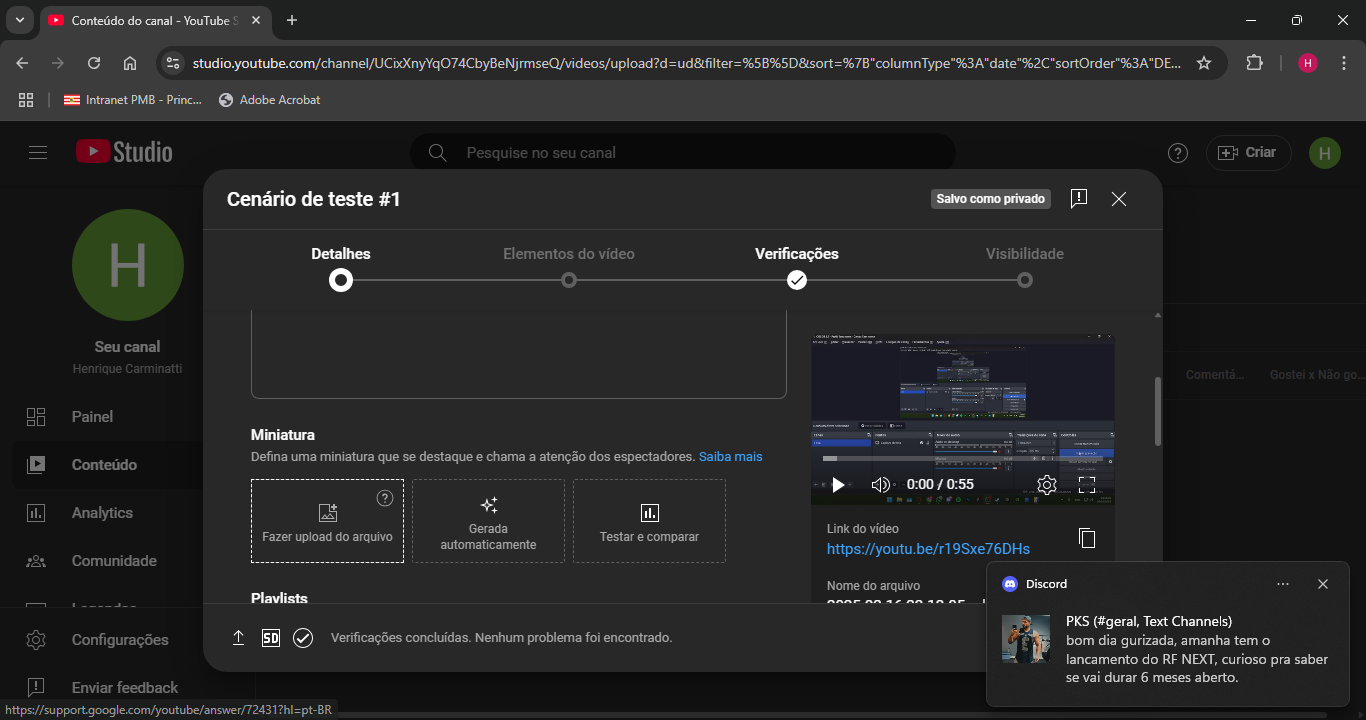 Conteúdo do canal - YouTube S
studio.youtube.com/channel/UCixXnyYqO74CbyBeNjrmseQ/videos/upload?d=ud&filter=%5B%5D&sort=%7B"columnType"%3A"date"%2C"sortOrder"%3A"DE...
H
Intranet PMB - Princ...
Adobe Acrobat
Studio
Pesquise no seu canal
Criar
H
Cenário de teste #1
Salvo como privado
Detalhes
Elementos do vídeo
Verificações
Visibilidade
H
Seu canal
Henrique Carminatti
Painel
Conteúdo
Analytics
Comunidade
Legendas
Configurações
Enviar feedback
Comentá...
Gostei x Não go...
Miniatura
Defina uma miniatura que se destaque e chama a atenção dos espectadores. Saiba mais
Fazer upload do arquivo
Gerada
automaticamente
Testar e comparar
Playlists
0:00 / 0:55
Link do vídeo
https://youtu.be/r19Sxe76DHs
Nome do arquivo
SD
Verificações concluídas. Nenhum problema foi encontrado.
Discord
PKS (#geral, Text Channels)
bom dia gurizada, amanha tem o
lancamento do RF NEXT, curioso pra saber
se vai durar 6 meses aberto.
https://support.google.com/youtube/answer/72431?hl=pt-BR